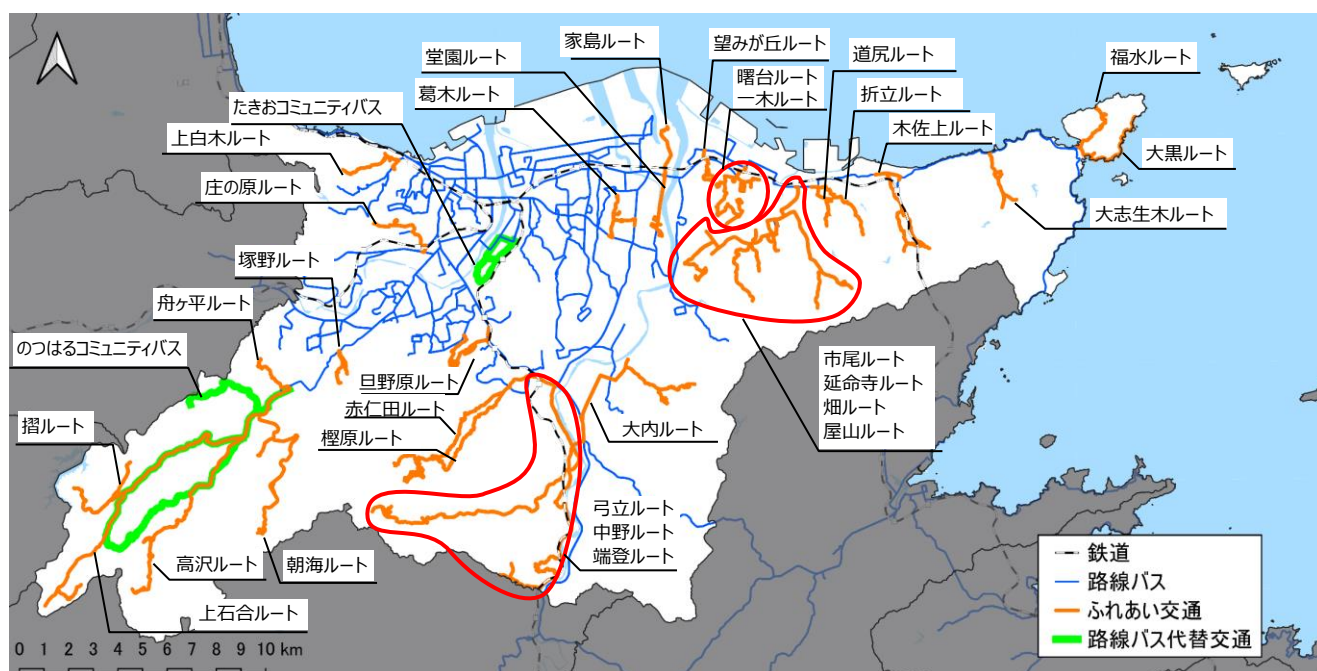 家島ルート
望みが丘ルート
道尻ルート
福水ルート
堂園ルート
曙台ルート
一木ルート
葛木ルート
折立ルート
たきおコミュニティバス
木佐上ルート
上白木ルート
大黒ルート
庄の原ルート
大志生木ルート
塚野ルート
舟ヶ平ルート
のつはるコミュニティバス
旦野原ルート
市尾ルート
延命寺ルート
畑ルート
屋山ルート
赤仁田ルート
摺ルート
樫原ルート
大内ルート
弓立ルート
中野ルート
端登ルート
高沢ルート
朝海ルート
上石合ルート
鉄道
路線バス
ふれあい交通
路線バス代替交通
0 1 2 3 4 5 6 7 8 9 10 km